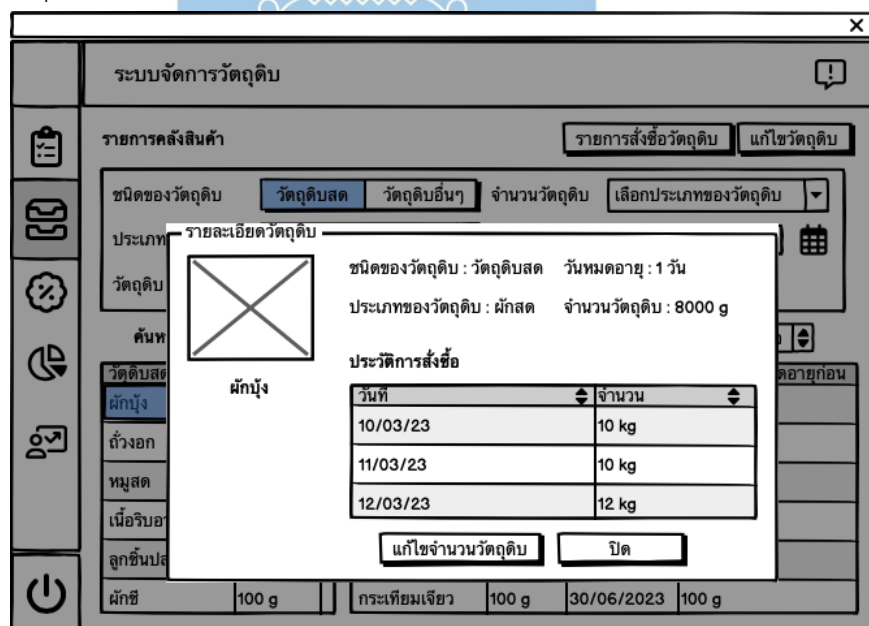 ระบบจัดการวัตถุดิบ
รายการคลังสินค้า
รายการสั่งซื้อวัตถุดิบ
แก้ไขวัตถุดิบ
ชนิดของวัตถุดิบ วัตถุดิบสด วัตถุดิบอื่นๆ จำนวนวัตถุดิบ เลือกประเภทของวัตถุดิบ
ประเภท
วัตถุดิบ
ค้นห
รายละเอียดวัตถุดิบ
ผักบุ้ง
ชนิดของวัตถุดิบ : วัตถุดิบสด วันหมดอายุ : 1 วัน
ประเภทของวัตถุดิบ : ผักสด จำนวนวัตถุดิบ : 8000 g
ประวัติการสั่งซื้อ
วันที่ จำนวน
10/03/23 10 kg
11/03/23 10 kg
12/03/23 12 kg
แก้ไขจำนวนวัตถุดิบ ปิด
วัตุดิบสด
ดอายุก่อน
ผักบุ้ง
ถั่วงอก
หมูสด
เนื้อริบอา
ลูกชิ้นปล
ผักชี 100 g กระเทียมเจียว 100 g 30/06/2023 100 g